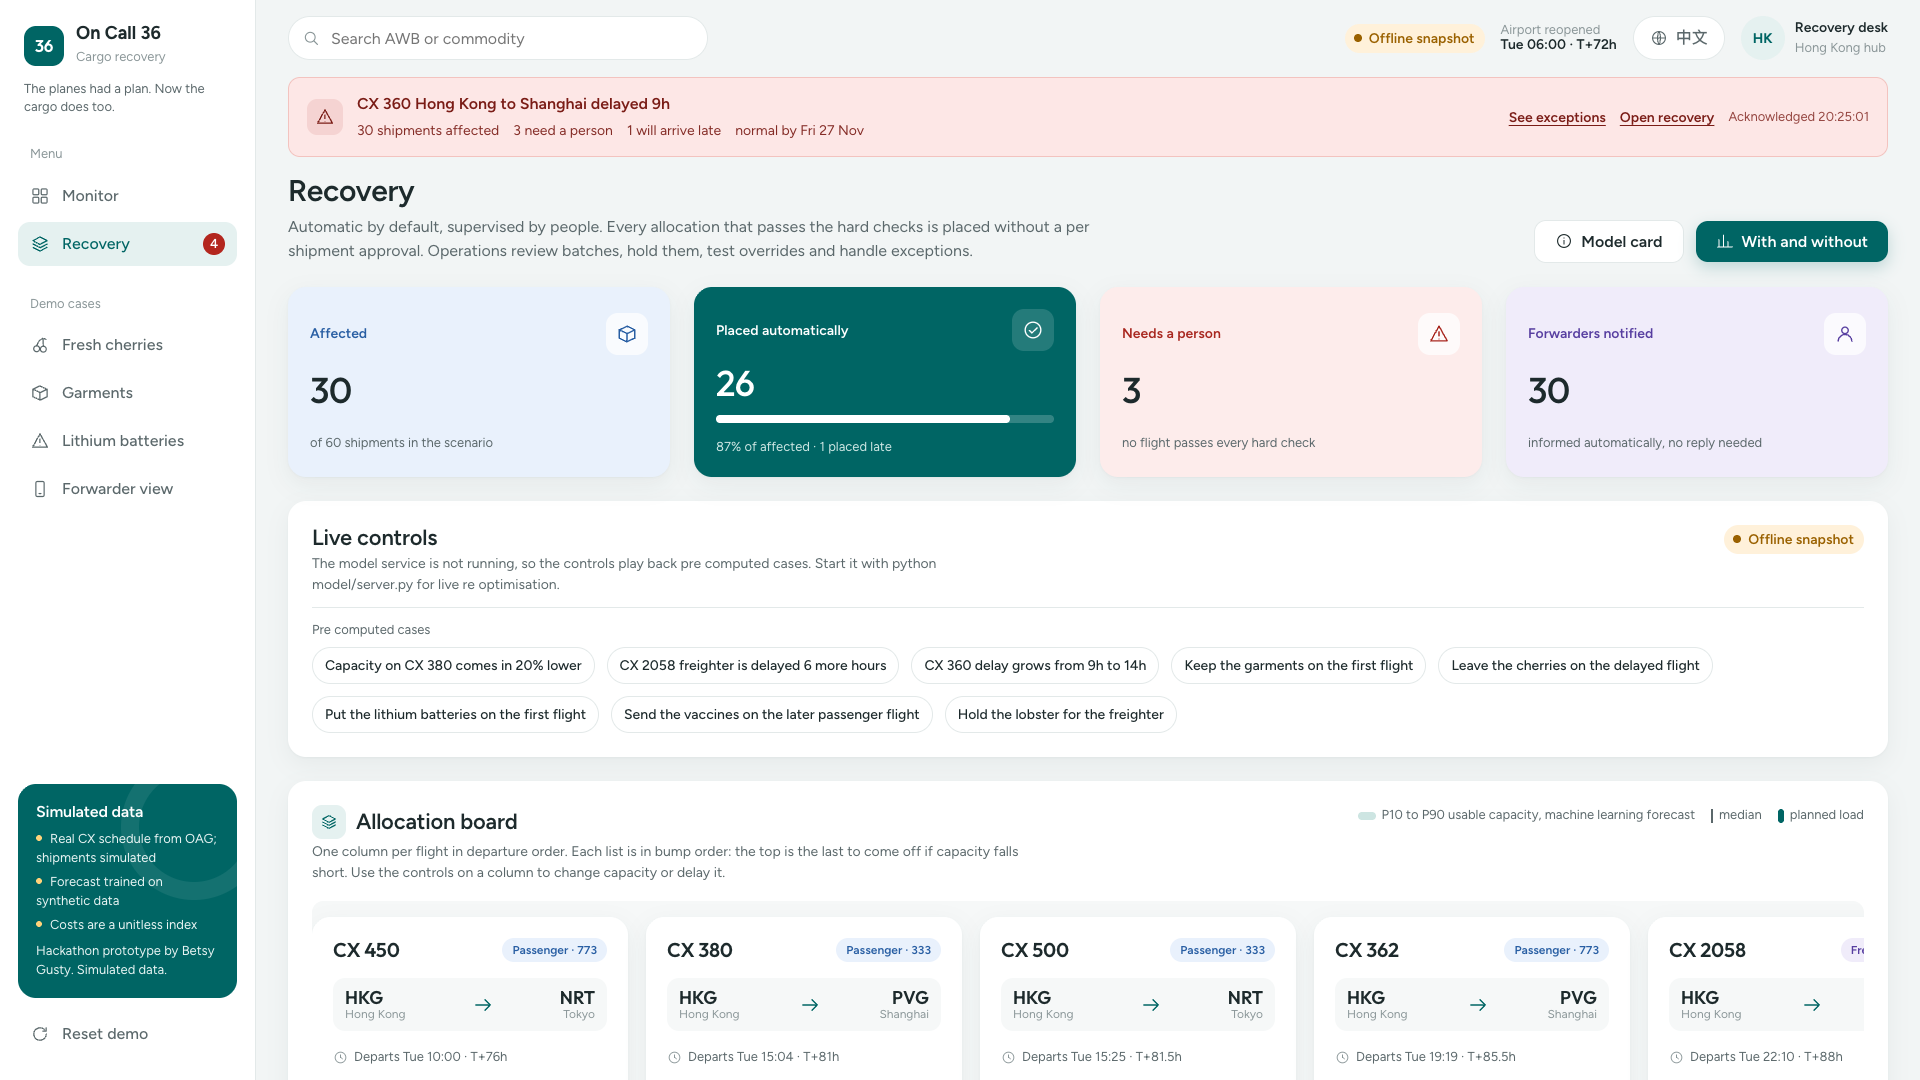 36
On Call 36
Cargo recovery
The planes had a plan. Now the
cargo does too.
Menu
Monitor
Recovery
4
Demo cases
Fresh cherries
Garments
Lithium batteries
Forwarder view
Simulated data
Real CX schedule from OAG;
shipments simulated
Forecast trained on
synthetic data
Costs are a unitless index
Hackathon prototype by Betsy
Gusty. Simulated data.
Reset demo
Search AWB or commodity
Offline snapshot
Airport reopened
Tue 06:00 · T+72h
中文
HK
Recovery desk
Hong Kong hub
CX 360 Hong Kong to Shanghai delayed 9h
30 shipments affected 3 need a person 1 will arrive late normal by Fri 27 Nov
See exceptions
Open recovery
Acknowledged 20:25:01
Recovery
Automatic by default, supervised by people. Every allocation that passes the hard checks is placed without a per
shipment approval. Operations review batches, hold them, test overrides and handle exceptions.
Model card
With and without
Affected
30
of 60 shipments in the scenario
Placed automatically
26
87% of affected · 1 placed late
Needs a person
3
no flight passes every hard check
Forwarders notified
30
informed automatically, no reply needed
Live controls
The model service is not running, so the controls play back pre computed cases. Start it with python
model/server.py for live re optimisation.
Offline snapshot
Pre computed cases
Capacity on CX 380 comes in 20% lower
CX 2058 freighter is delayed 6 more hours
CX 360 delay grows from 9h to 14h
Keep the garments on the first flight
Leave the cherries on the delayed flight
Put the lithium batteries on the first flight
Send the vaccines on the later passenger flight
Hold the lobster for the freighter
Allocation board
P10 to P90 usable capacity, machine learning forecast
median
planned load
One column per flight in departure order. Each list is in bump order: the top is the last to come off if capacity falls
short. Use the controls on a column to change capacity or delay it.
CX 450
Passenger · 773
HKG
Hong Kong
NRT
Tokyo
Departs Tue 10:00 · T+76h
CX 380
Passenger · 333
HKG
Hong Kong
PVG
Shanghai
Departs Tue 15:04 · T+81h
CX 500
Passenger · 333
HKG
Hong Kong
NRT
Tokyo
Departs Tue 15:25 · T+81.5h
CX 362
Passenger · 773
HKG
Hong Kong
PVG
Shanghai
Departs Tue 19:19 · T+85.5h
CX 2058
HKG
Hong Kong
Departs Tue 22:10 · T+88h